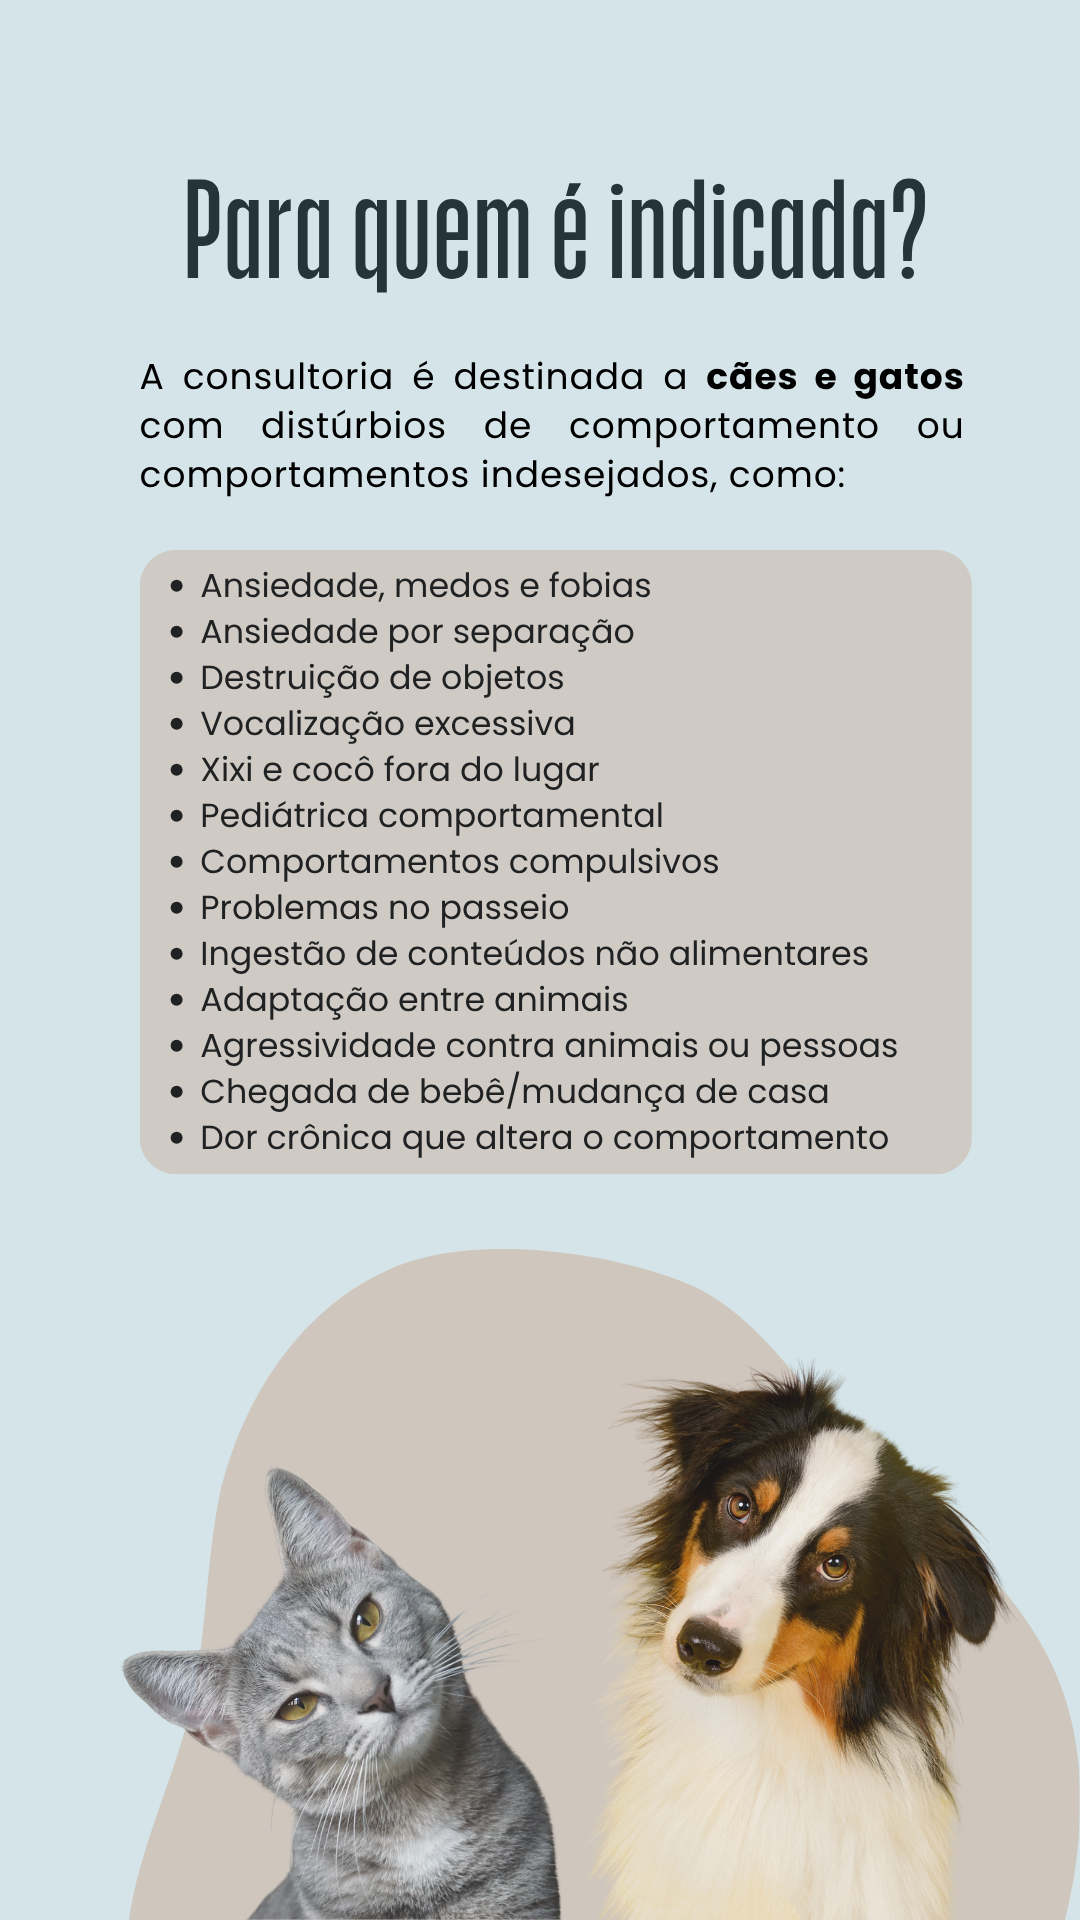 Para quem é indicada?
A consultoria é destinada a cães e gatos
com distúrbios de comportamento ou
comportamentos indesejados, como:
• Ansiedade, medos e fobias
• Ansiedade por separação
• Destruição de objetos
• Vocalização excessiva
• Xixi e cocô fora do lugar
• Pediátrica comportamental
• Comportamentos compulsivos
• Problemas no passeio
• Ingestão de conteúdos não alimentares
• Adaptação entre animais
• Agressividade contra animais ou pessoas
• Chegada de bebê/mudança de casa
• Dor crônica que altera o comportamento